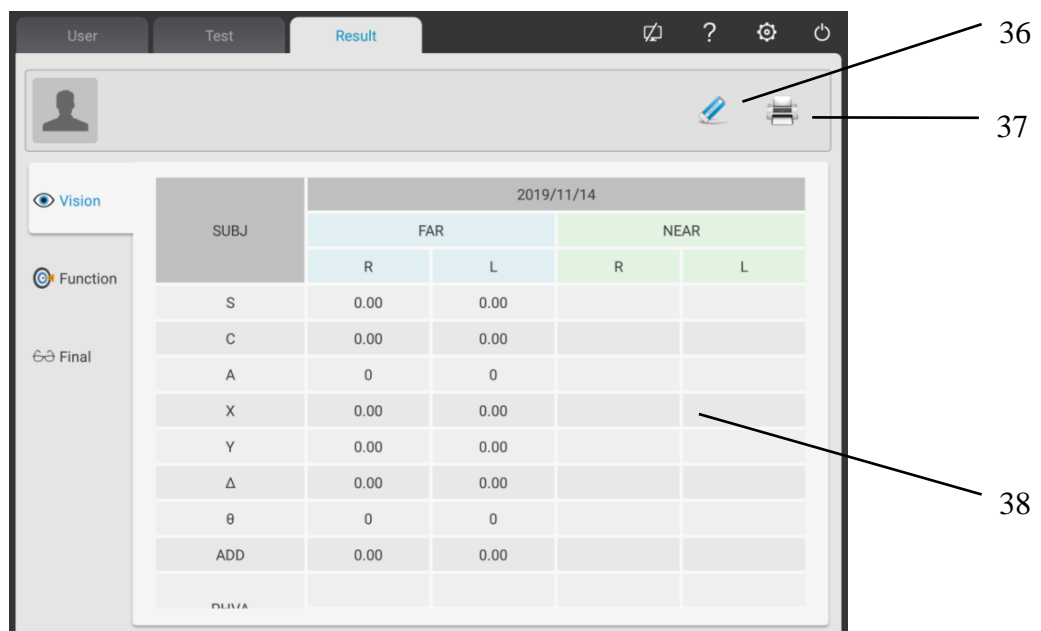 User Test Result ?
36
37
Vision
2019/11/14
SUBJ FAR NEAR
R L R L
Function
S 0.00 0.00
C 0.00 0.00
Final
A 0 0
X 0.00 0.00
Y 0.00 0.00
Δ 0.00 0.00
38
θ 0 0
ADD 0.00 0.00